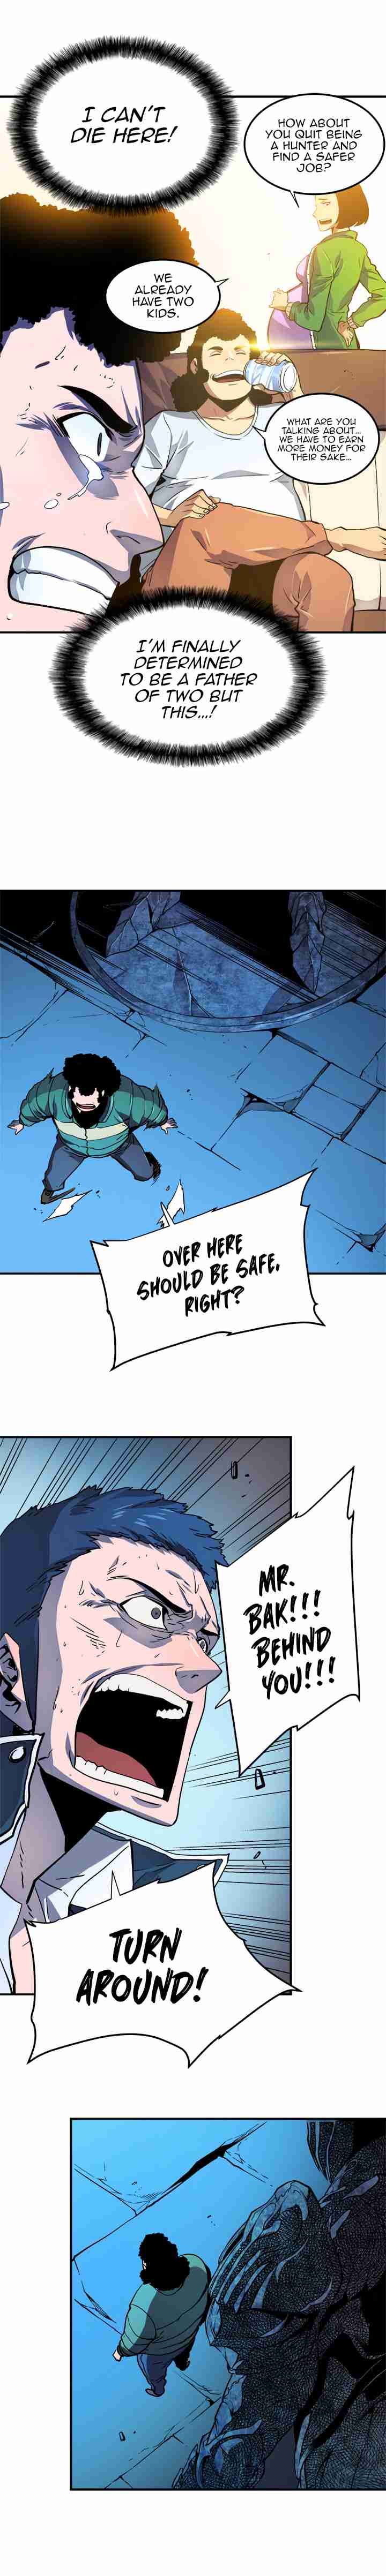 I CAN'T
DIE HERE!
HOW ABOUT
YOU QUIT BEING
A HUNTER AND
FIND A SAFER
JOB?
WE
ALREADY
HAVE TWO
KIDS.
WHAT ARE YOU
TALKING ABOUT...
WE HAVE TO EARN
MORE MONEY FOR
THEIR SAKE...
I'M FINALLY
DETERMINED
TO BE A FATHER
OF TWO BUT
THIS...!
OVER HERE
SHOULD BE SAFE,
RIGHT?
MR.
BAK!!!
BEHIND
YOU!!!
TURN
AROUND!